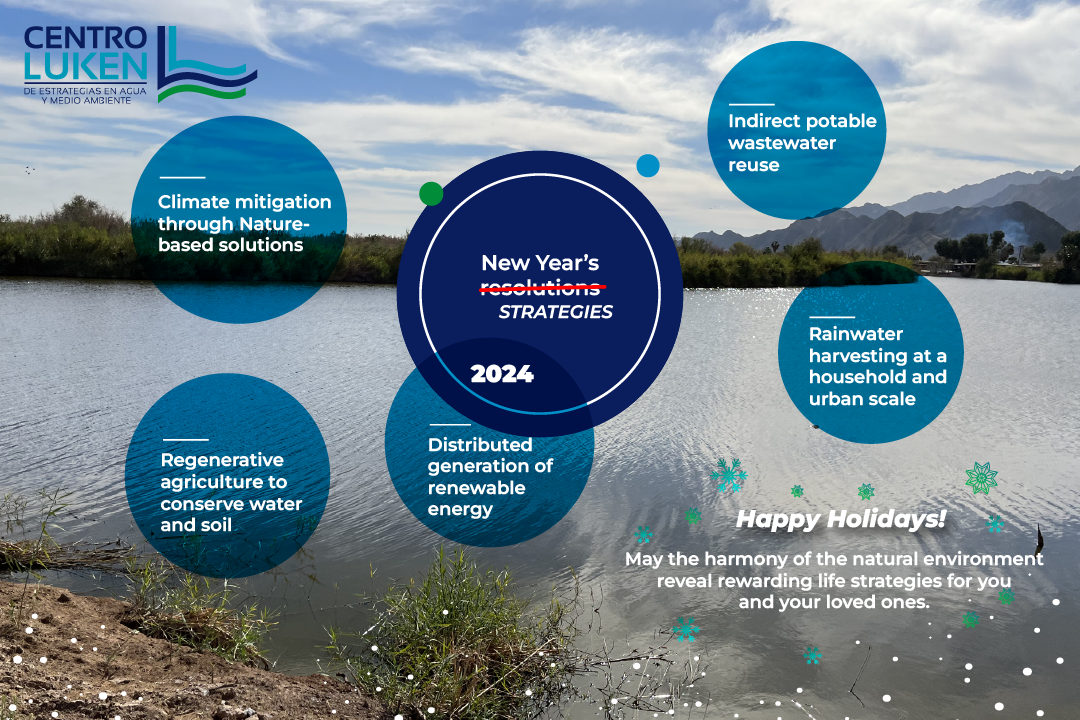 CENTRO
LUKEN
DE ESTRATEGIAS EN AGUA
Y MEDIO AMBIENTE
Climate mitigation
through Nature-
based solutions
New Year's
resolutions
STRATEGIES
2024
Indirect potable
wastewater
reuse
Rainwater
harvesting at a
household and
urban scale
Regenerative
agriculture to
conserve water
and soil
Distributed
generation of
renewable
energy
Happy Holidays!
May the harmony of the natural environment
reveal rewarding life strategies for you
and your loved ones.